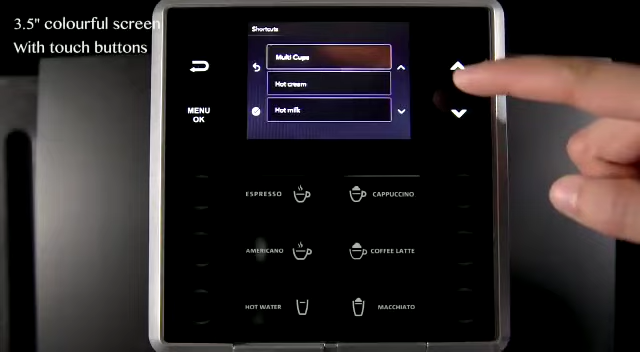 3.5" colourful screen
With touch buttons
Shortcuts
Multi Cups
Hot cream
Hot milk
MENU
OK
ESPRESSO
CAPPUCCINO
AMERICANO
COFFEE LATTE
HOT WATER
MACCHIATO